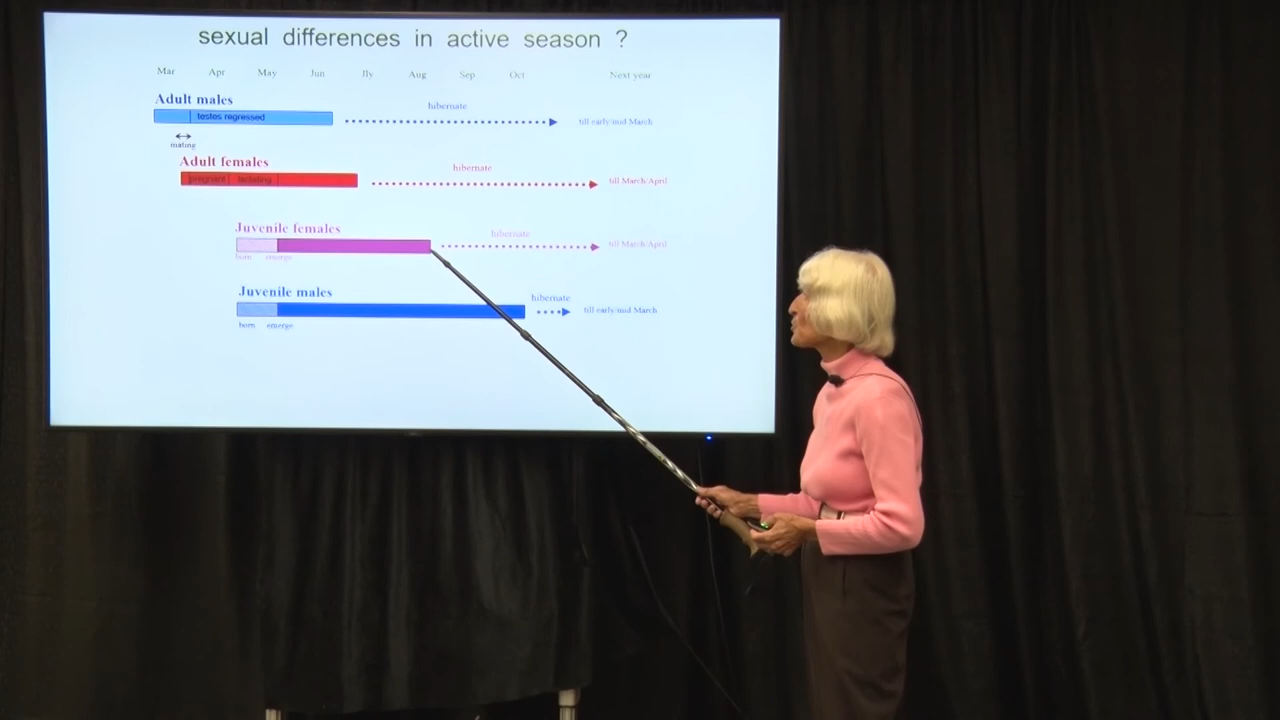 sexual differences in active season ?
Mar Apr May Jun Jly Aug Sep Oct Next year
Adult males
testes regressed
hibernate
till early/mid March
mating
Adult females
pregnant lactating
hibernate
till March/April
Juvenile females
born emerge
hibernate
till March/April
Juvenile males
born emerge
hibernate
till early/mid March